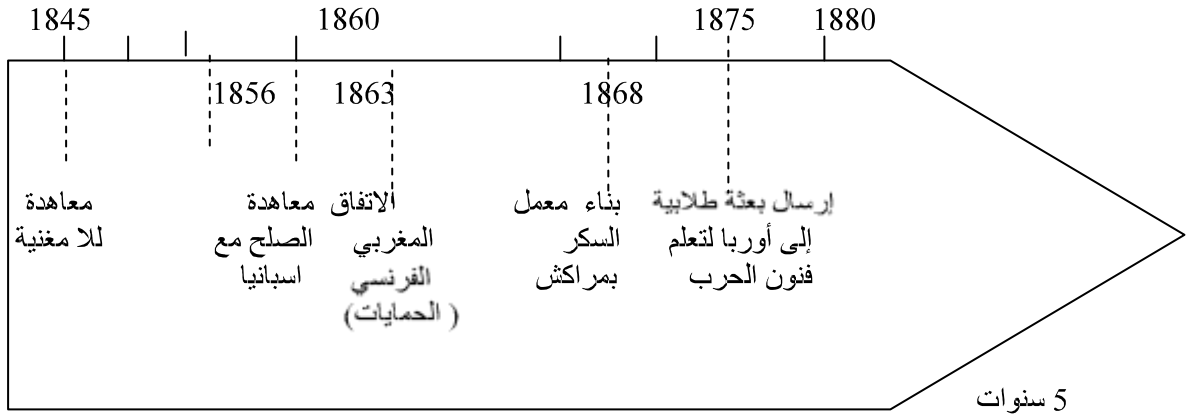 1845 1860 1875 1880
1856 1863 1868
معاهدة
للا مغنية
معاهدة
الصلح مع
اسبانيا
الاتفاق
المغربي
الفرنسي
( الحمايات)
بناء معمل
السكر
بمراكش
إرسال بعثة طلابية
إلى أوربا لتعلم
فنون الحرب
5 سنوات